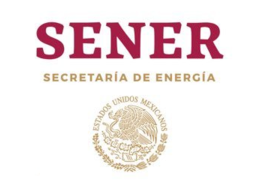 SENER
SECRETARÍA DE ENERGÍA
ESTADOS UNIDOS MEXICANOS